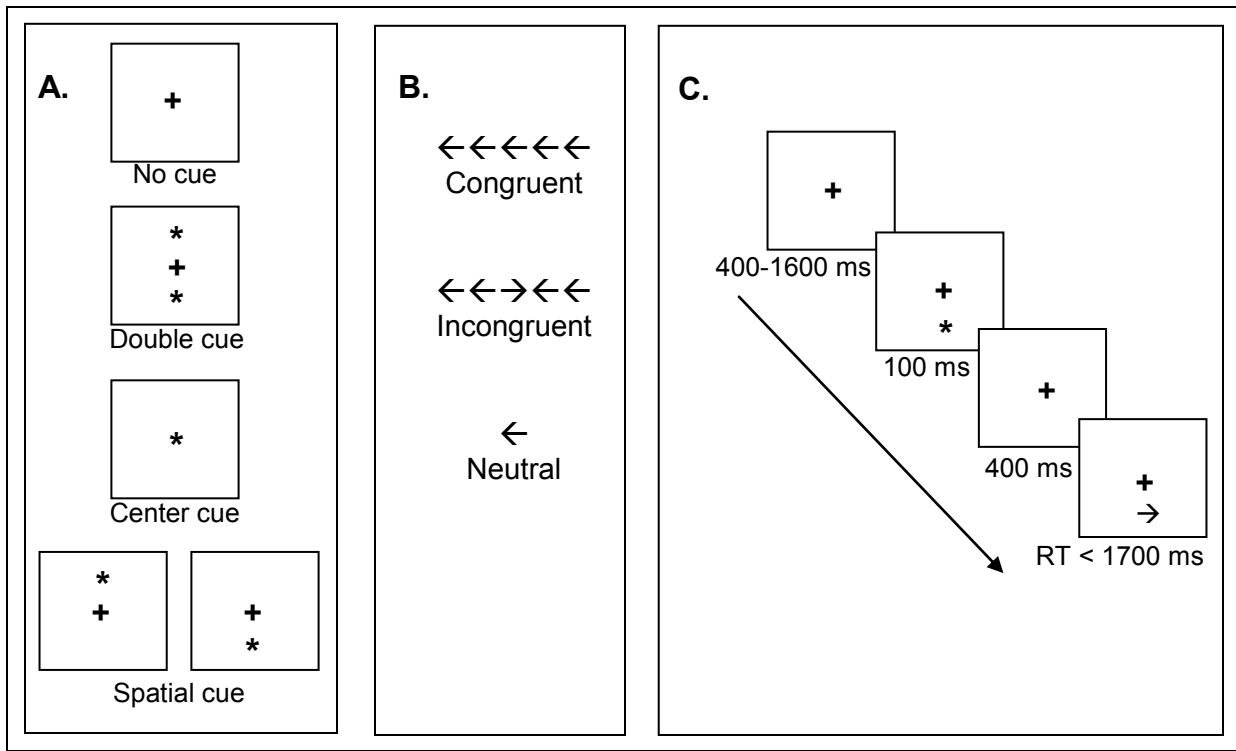 A.
+
No cue
*
+
*
Double cue
*
Center cue
*
+
+
*
Spatial cue
B.
←←←←←
Congruent
←←→←←
Incongruent
←
Neutral
C.
+
400-1600 ms
+
*
100 ms
+
400 ms
+
→
RT < 1700 ms